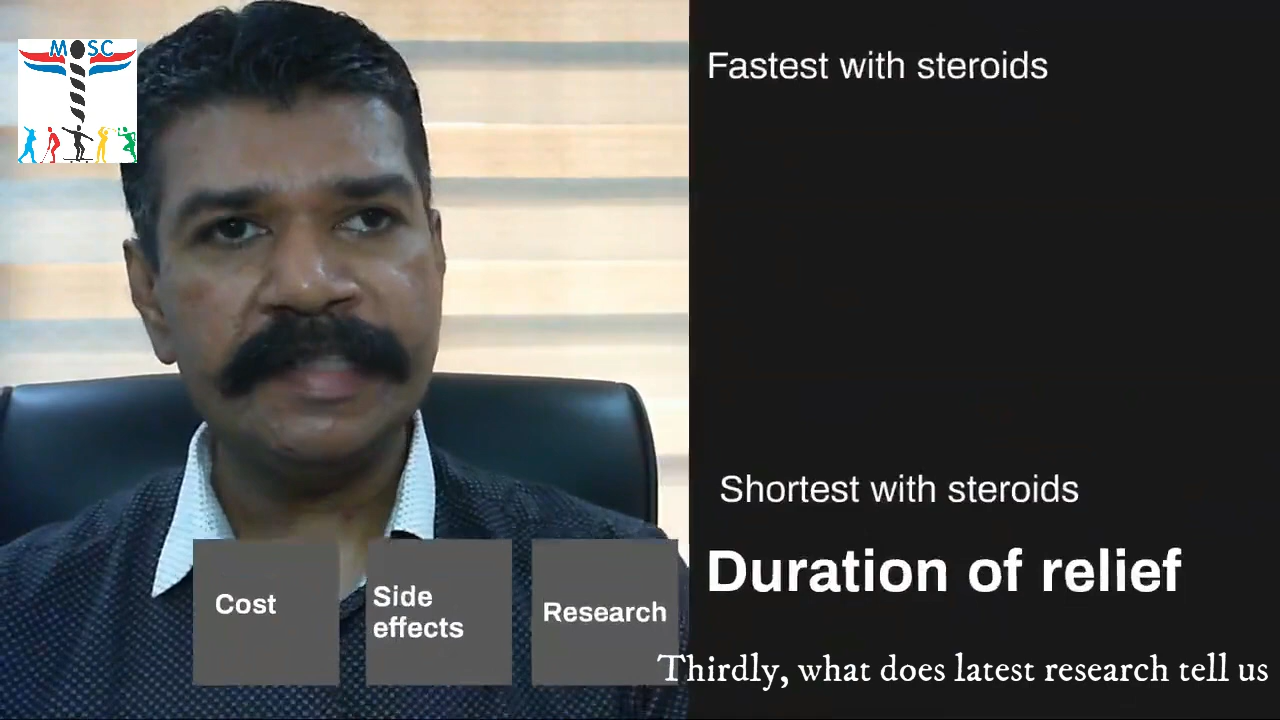 MOSC
Fastest with steroids
Shortest with steroids
Duration of relief
Cost
Side
effects
Research
Thirdly, what does latest research tell us